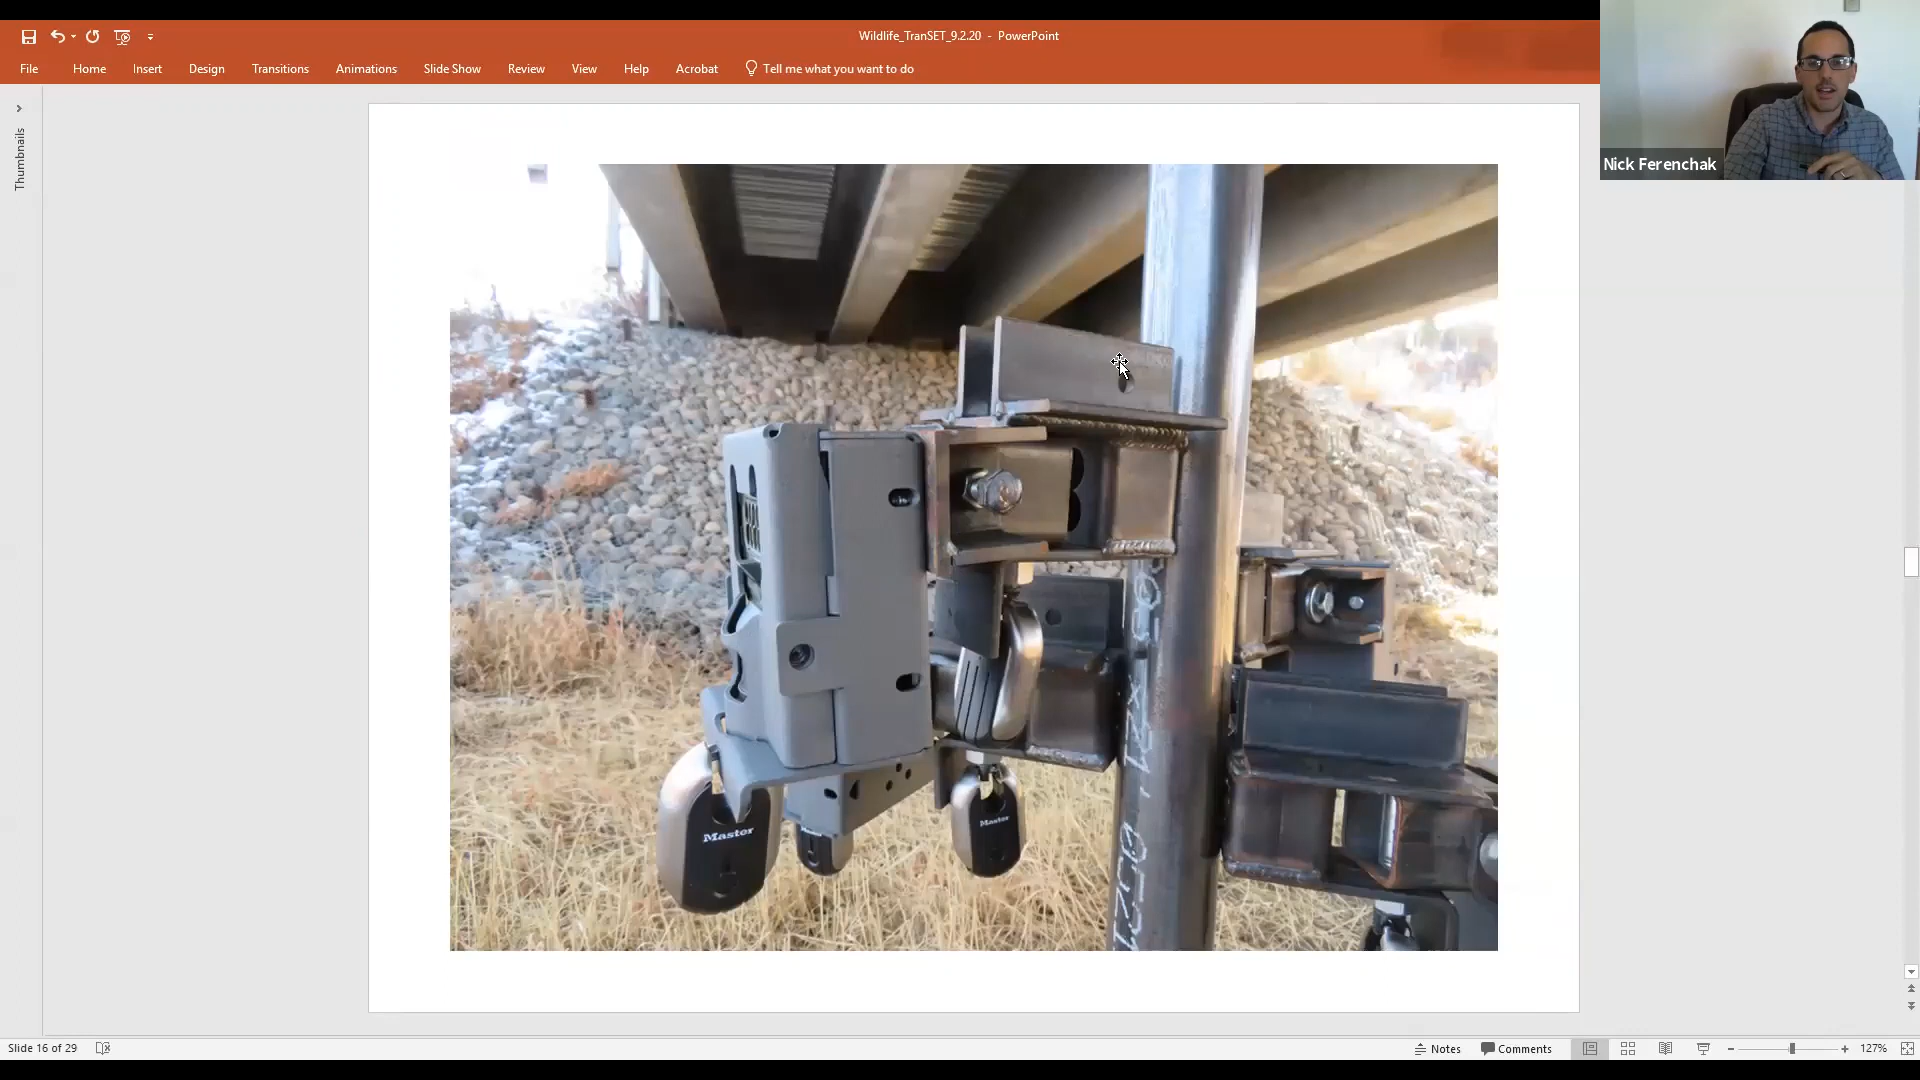 Wildlife_TranSET_9.2.20 - PowerPoint
File Home Insert Design Transitions Animations Slide Show Review View Help Acrobat Tell me what you want to do
Nick Ferenchak
Thumbnails
Master
Master
Slide 16 of 29 Notes Comments 127%